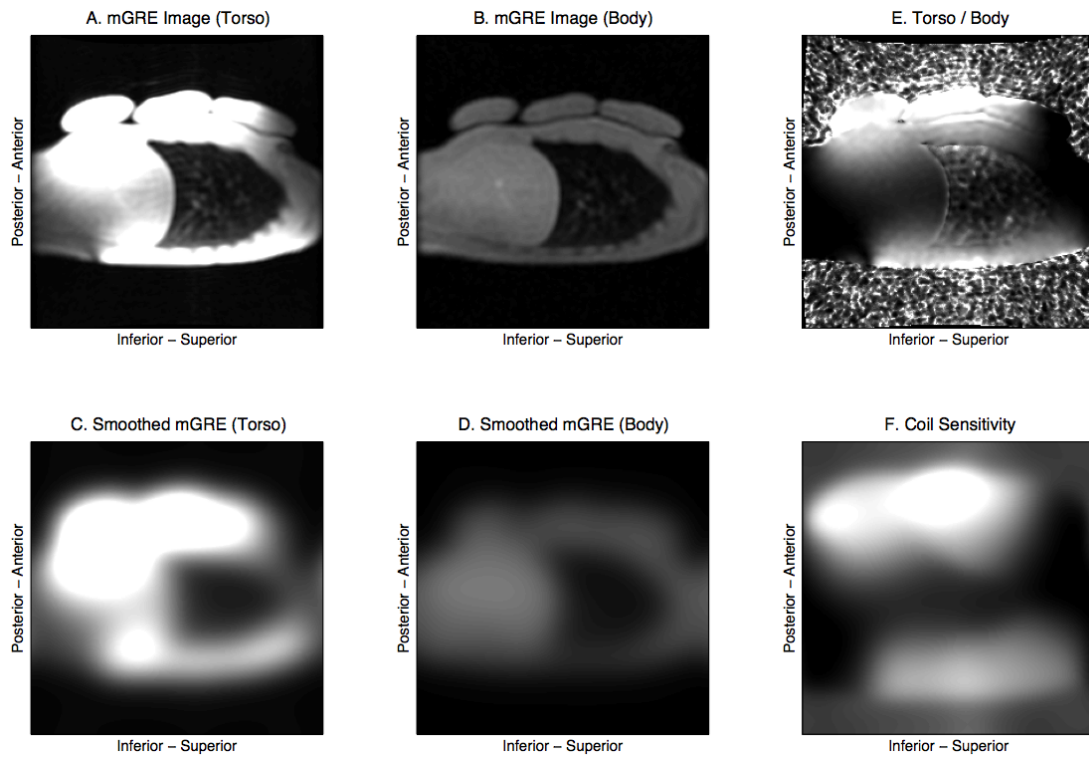 A. mGRE Image (Torso)
B. mGRE Image (Body)
E. Torso / Body
Posterior – Anterior
Posterior – Anterior
Posterior – Anterior
Inferior – Superior
Inferior – Superior
Inferior – Superior
C. Smoothed mGRE (Torso)
D. Smoothed mGRE (Body)
F. Coil Sensitivity
Posterior – Anterior
Posterior – Anterior
Posterior – Anterior
Inferior – Superior
Inferior – Superior
Inferior – Superior